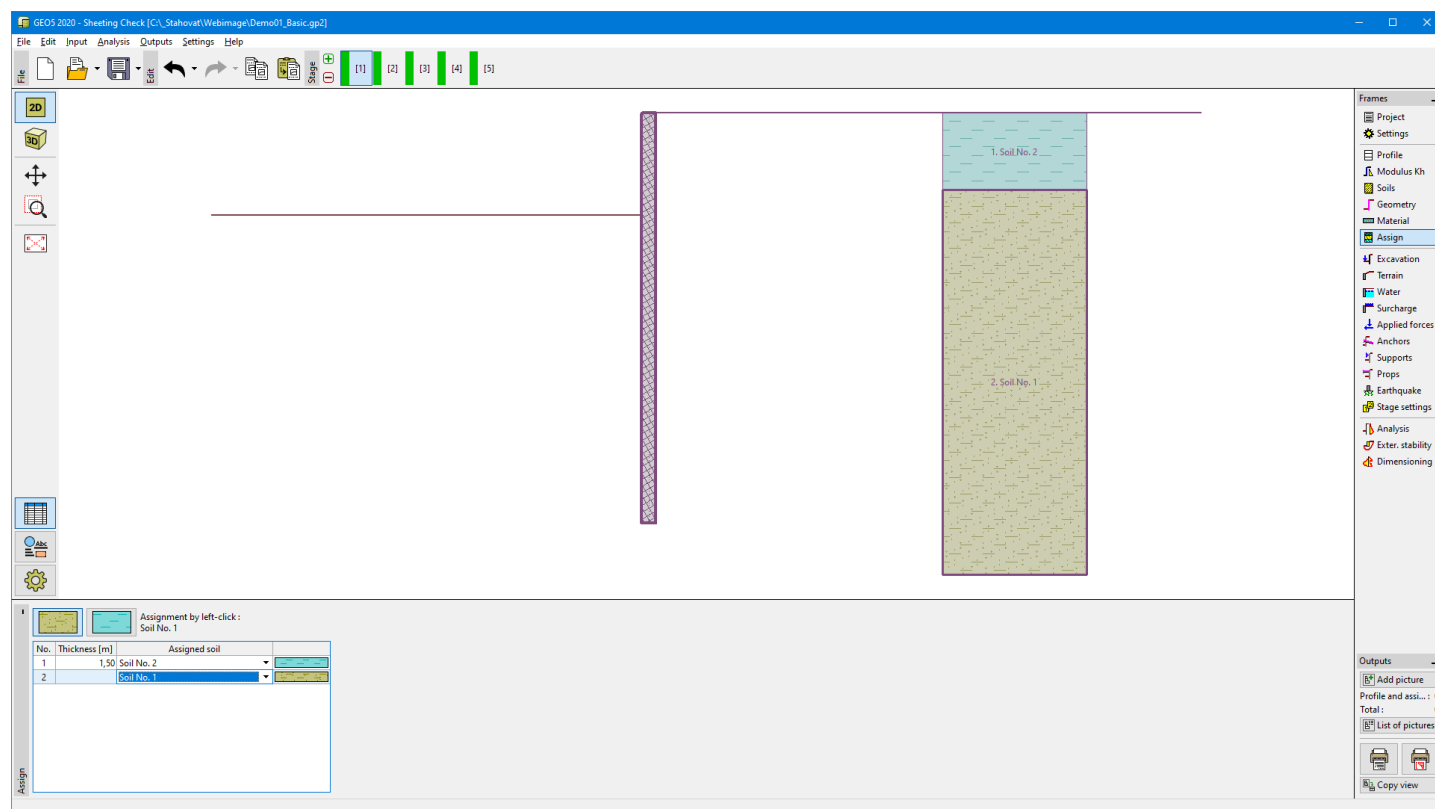 GEO5 2020 - Sheeting Check [C:\_Stahovat\Webimage\Demo01_Basic.gp2]
File Edit Input Analysis Outputs Settings Help
File
Edit
Stage
[1] [2] [3] [4] [5]
2D
3D
Abc
1. Soil No. 2
2. Soil No. 1
Frames
Project
Settings
Profile
Modulus Kh
Soils
Geometry
Material
Assign
Excavation
Terrain
Water
Surcharge
Applied forces
Anchors
Supports
Props
Earthquake
Stage settings
Analysis
Exter. stability
Dimensioning
Assign
Assignment by left-click :
Soil No. 1
No. Thickness [m] Assigned soil
1 1,50 Soil No. 2
2 Soil No. 1
Outputs
Add picture
Profile and assi... :
Total :
List of pictures
Copy view